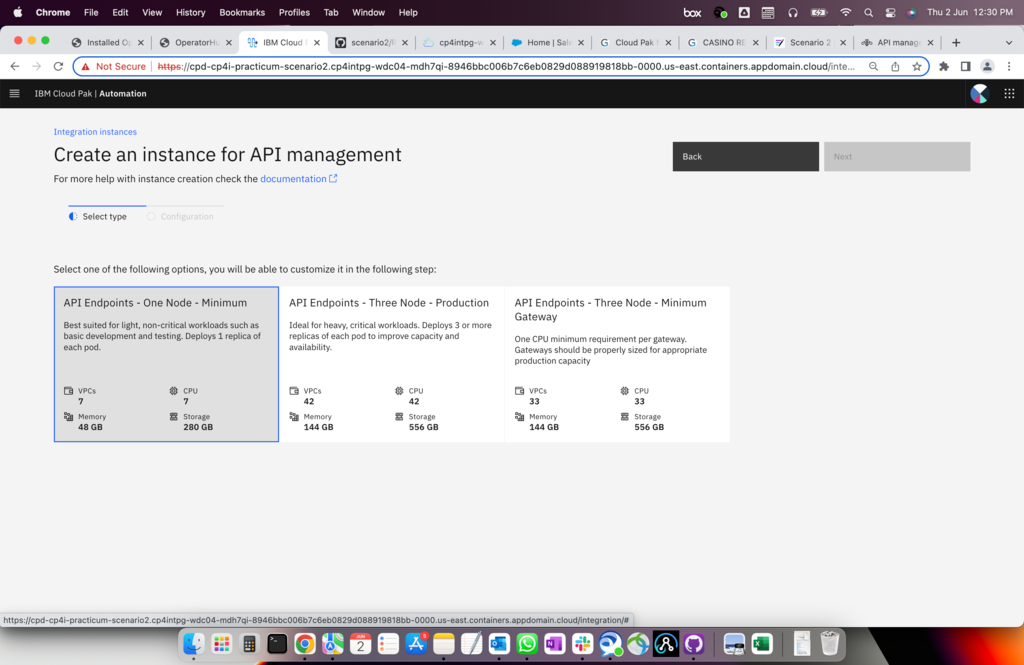 Chrome File Edit View History Bookmarks Profiles Tab Window Help box Thu 2 Jun 12:30 PM
Installed O IBM Cloud scenario2/ cp4intpg-w Home | Sale Cloud Pak CASINO RE Scenario 2 API manag
OperatorHu
Not Secure https://cpd-cp4i-practicum-scenario2.cp4intpg-wdc04-mdh7qi-8946bbc006b7c6eb0829d088919818bb-0000.us-east.containers.appdomain.cloud/inte...
IBM Cloud Pak | Automation
Integration instances
Create an instance for API management
For more help with instance creation check the documentation
Back
Next
Select type
Configuration
Select one of the following options, you will be able to customize it in the following step:
API Endpoints - One Node - Minimum
Best suited for light, non-critical workloads such as
basic development and testing. Deploys 1 replica of
each pod.
VPCs
7
CPU
7
Memory
48 GB
Storage
280 GB
API Endpoints - Three Node - Production
Ideal for heavy, critical workloads. Deploys 3 or more
replicas of each pod to improve capacity and
availability.
VPCs
42
CPU
42
Memory
144 GB
Storage
556 GB
API Endpoints - Three Node - Minimum
Gateway
One CPU minimum requirement per gateway.
Gateways should be properly sized for appropriate
production capacity
VPCs
33
CPU
33
Memory
144 GB
Storage
556 GB
https://cpd-cp4i-practicum-scenario2.cp4intpg-wdc04-mdh7qi-8946bbc006b7c6eb0829d088919818bb-0000.us-east.containers.appdomain.cloud/integration/#
JUN
2